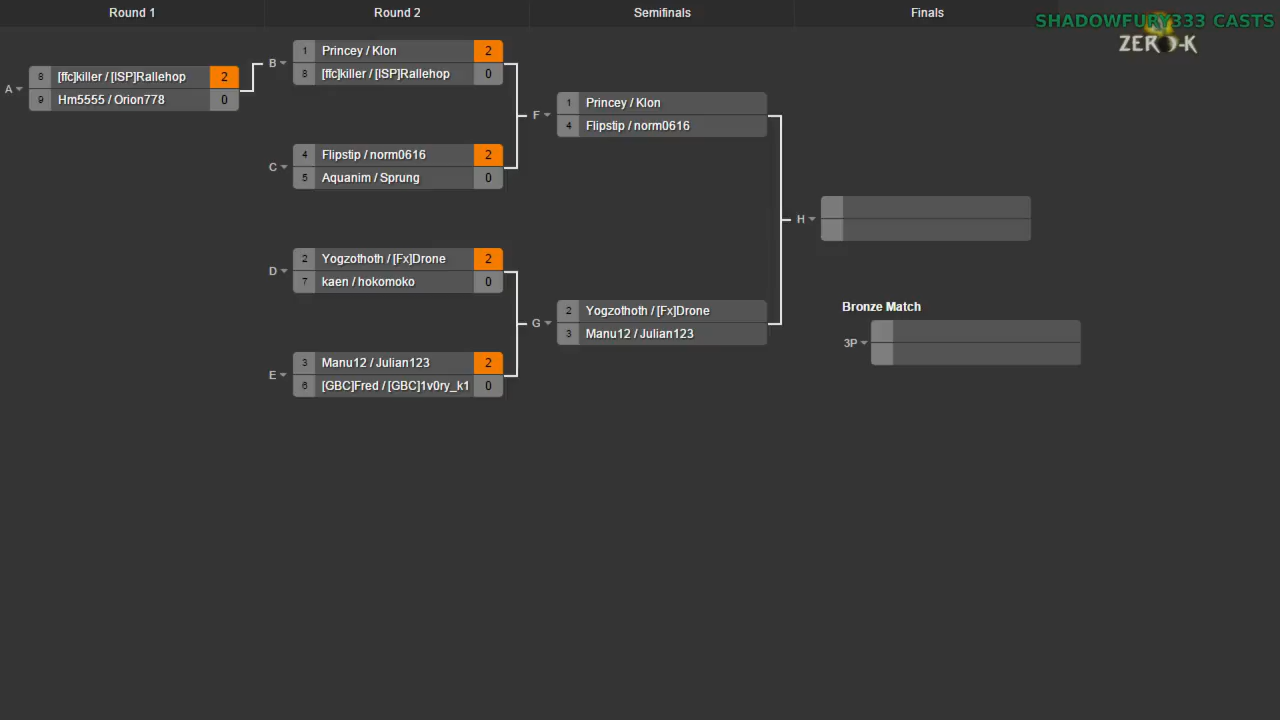 Round 1
Round 2
Semifinals
Finals
SHADOWFURY333 CASTS
ZERO-K
A
8 [ffc]killer / [ISP]Rallehop 2
9 Hm5555 / Orion778 0
B
1 Princey / Klon 2
8 [ffc]killer / [ISP]Rallehop 0
C
4 Flipstip / norm0616 2
5 Aquanim / Sprung 0
D
2 Yogzothoth / [Fx]Drone 2
7 kaen / hokomoko 0
E
3 Manu12 / Julian123 2
6 [GBC]Fred / [GBC]1v0ry_k1 0
F
1 Princey / Klon
4 Flipstip / norm0616
G
2 Yogzothoth / [Fx]Drone
3 Manu12 / Julian123
H
Bronze Match
3P